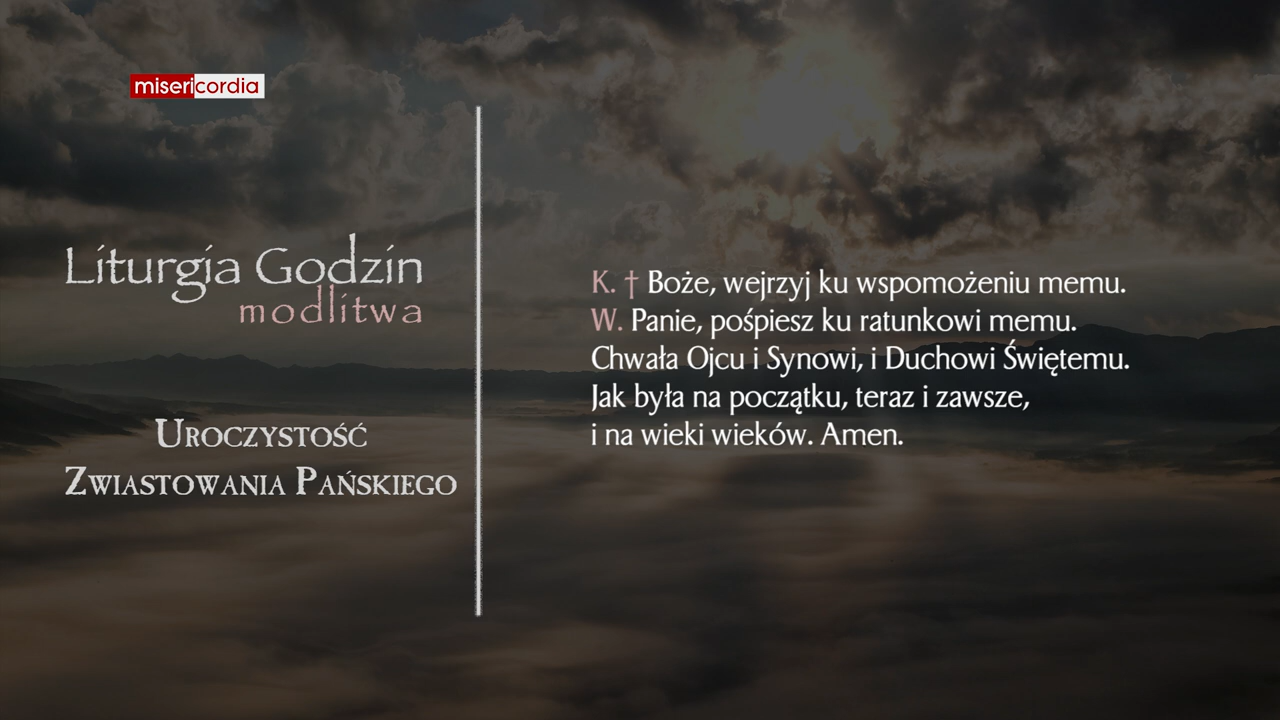 misericordia
Liturgia Godzin
modlitwa
Uroczystość
Zwiastowania Pańskiego
K. † Boże, wejrzyj ku wspomożeniu memu.
W. Panie, pośpiesz ku ratunkowi memu.
Chwała Ojcu i Synowi, i Duchowi Świętemu.
Jak była na początku, teraz i zawsze,
i na wieki wieków. Amen.